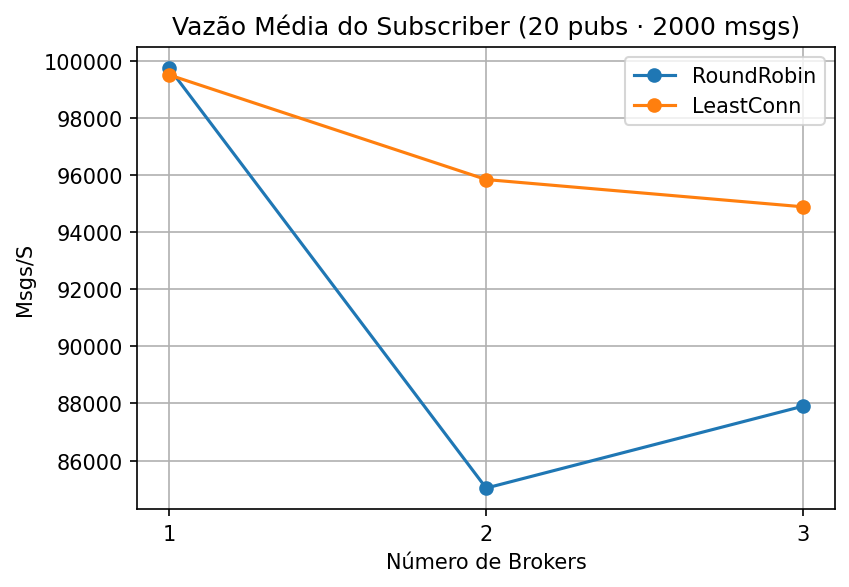 Vazão Média do Subscriber (20 pubs · 2000 msgs)
RoundRobin
LeastConn
Msgs/S
100000
98000
96000
94000
92000
90000
88000
86000
1
2
3
Número de Brokers